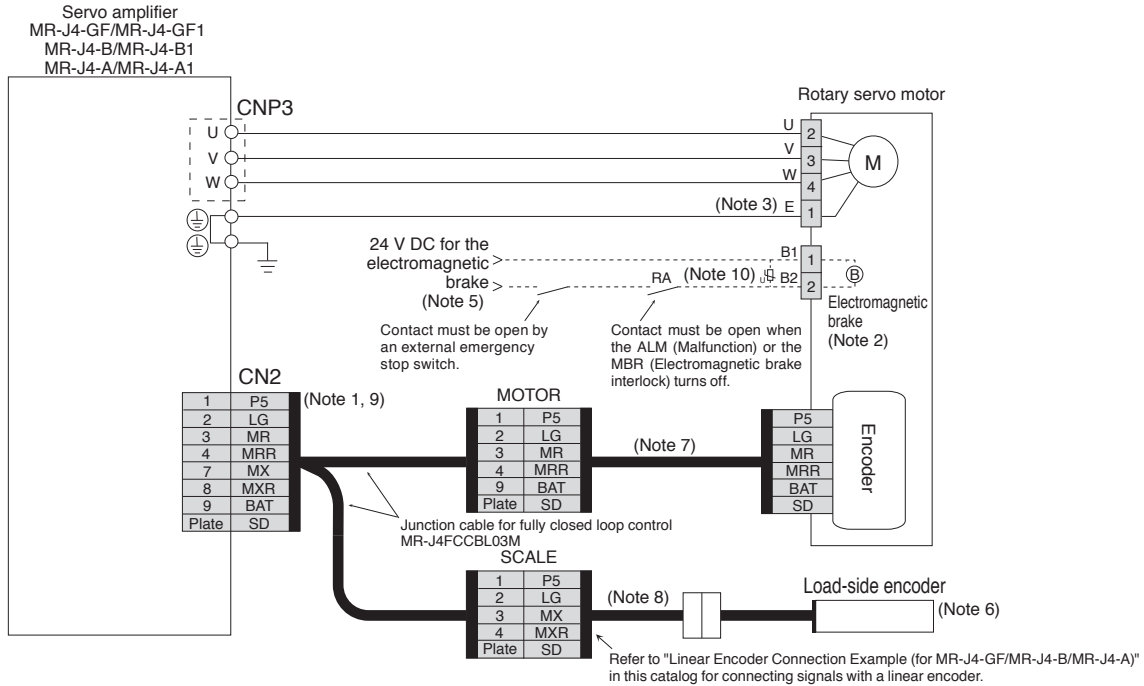 Servo amplifier
MR-J4-GF/MR-J4-GF1
MR-J4-B/MR-J4-B1
MR-J4-A/MR-J4-A1
CNP3
U
V
W
Rotary servo motor
U 2
V 3
W 4
(Note 3) E 1
M
24 V DC for the
electromagnetic
brake
(Note 5)
RA (Note 10) U
B1 1
B2 2
B
Electromagnetic
brake
(Note 2)
Contact must be open by
an external emergency
stop switch.
Contact must be open when
the ALM (Malfunction) or the
MBR (Electromagnetic brake
interlock) turns off.
CN2
(Note 1, 9)
1 P5
2 LG
3 MR
4 MRR
7 MX
8 MXR
9 BAT
Plate SD
MOTOR
1 P5
2 LG
3 MR
4 MRR
9 BAT
Plate SD
(Note 7)
P5
LG
MR
MRR
BAT
SD
Encoder
Junction cable for fully closed loop control
MR-J4FCCBL03M
SCALE
1 P5
2 LG
3 MX
4 MXR
Plate SD
(Note 8)
Load-side encoder
(Note 6)
Refer to "Linear Encoder Connection Example (for MR-J4-GF/MR-J4-B/MR-J4-A)"
in this catalog for connecting signals with a linear encoder.